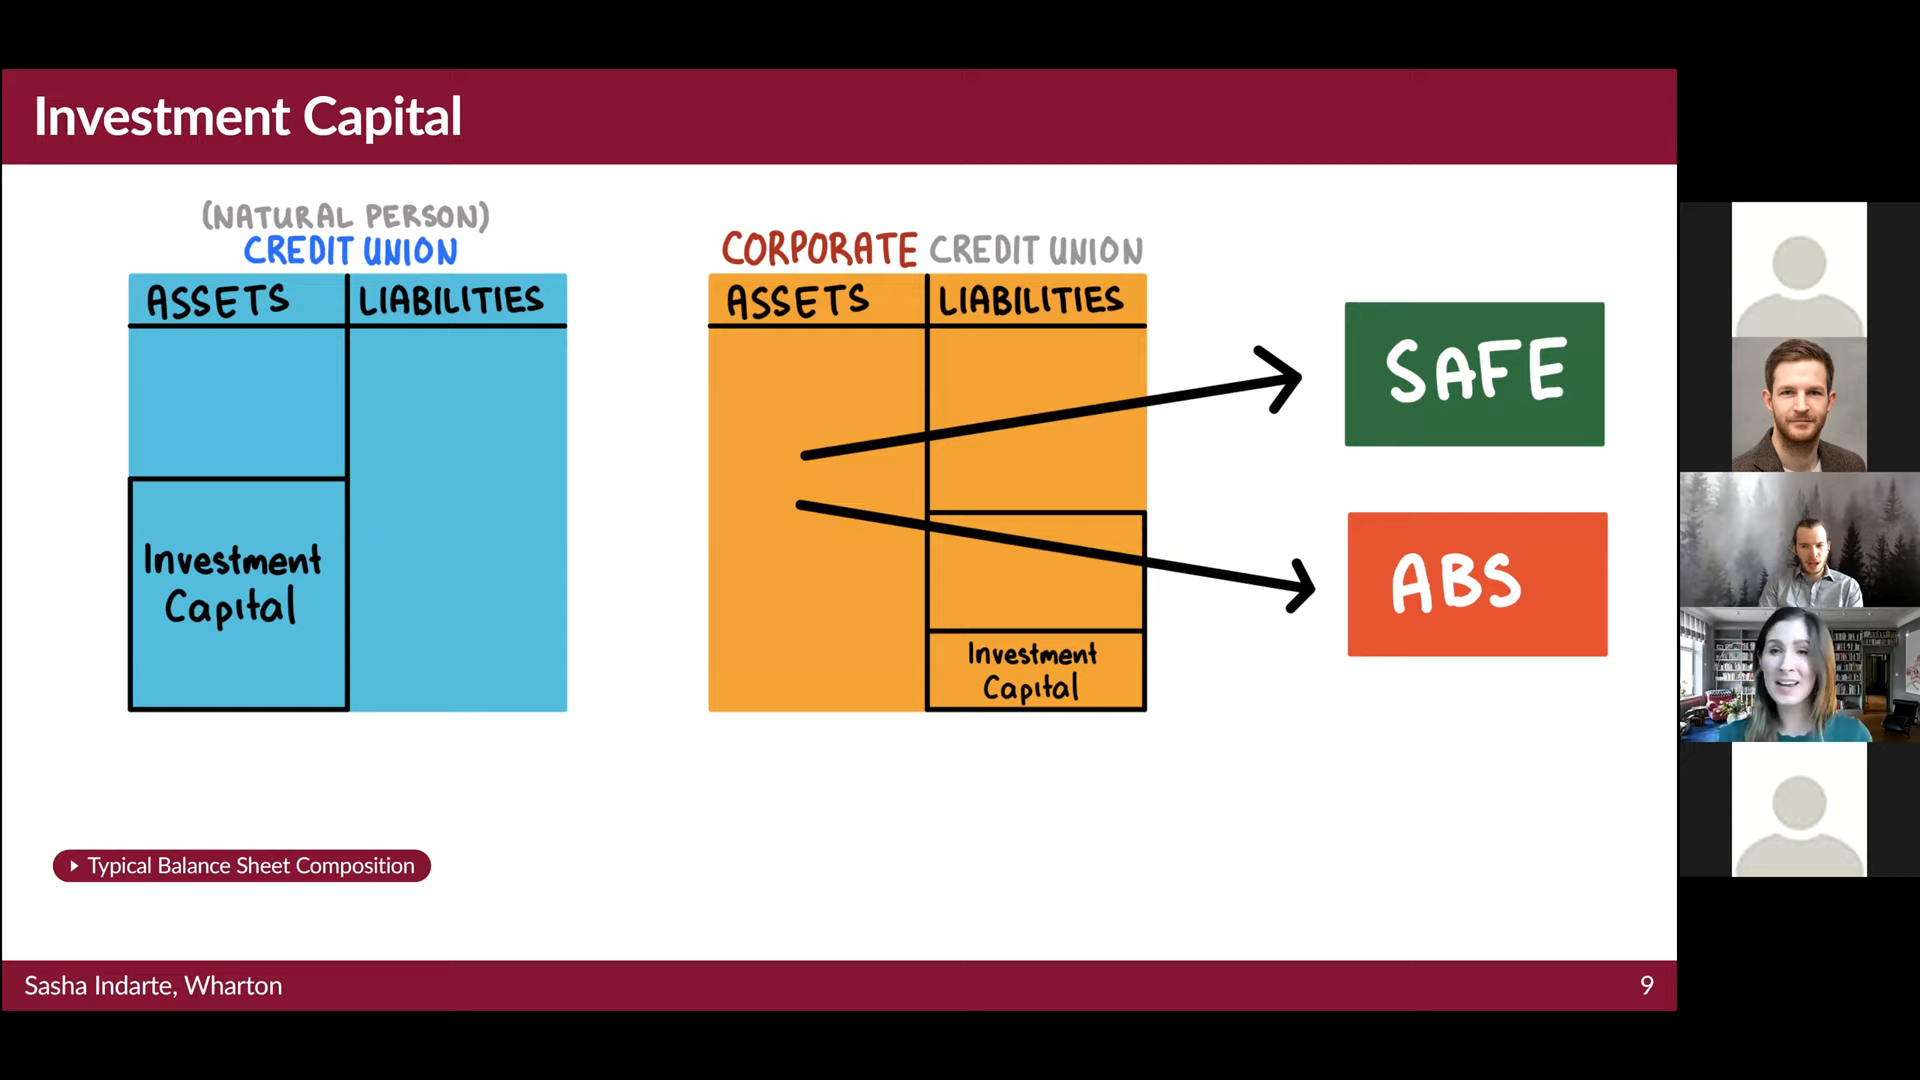 Investment Capital
(NATURAL PERSON)
CREDIT UNION
ASSETS
LIABILITIES
Investment
Capital
CORPORATE CREDIT UNION
ASSETS
LIABILITIES
Investment
Capital
SAFE
ABS
Typical Balance Sheet Composition
Sasha Indarte, Wharton
9